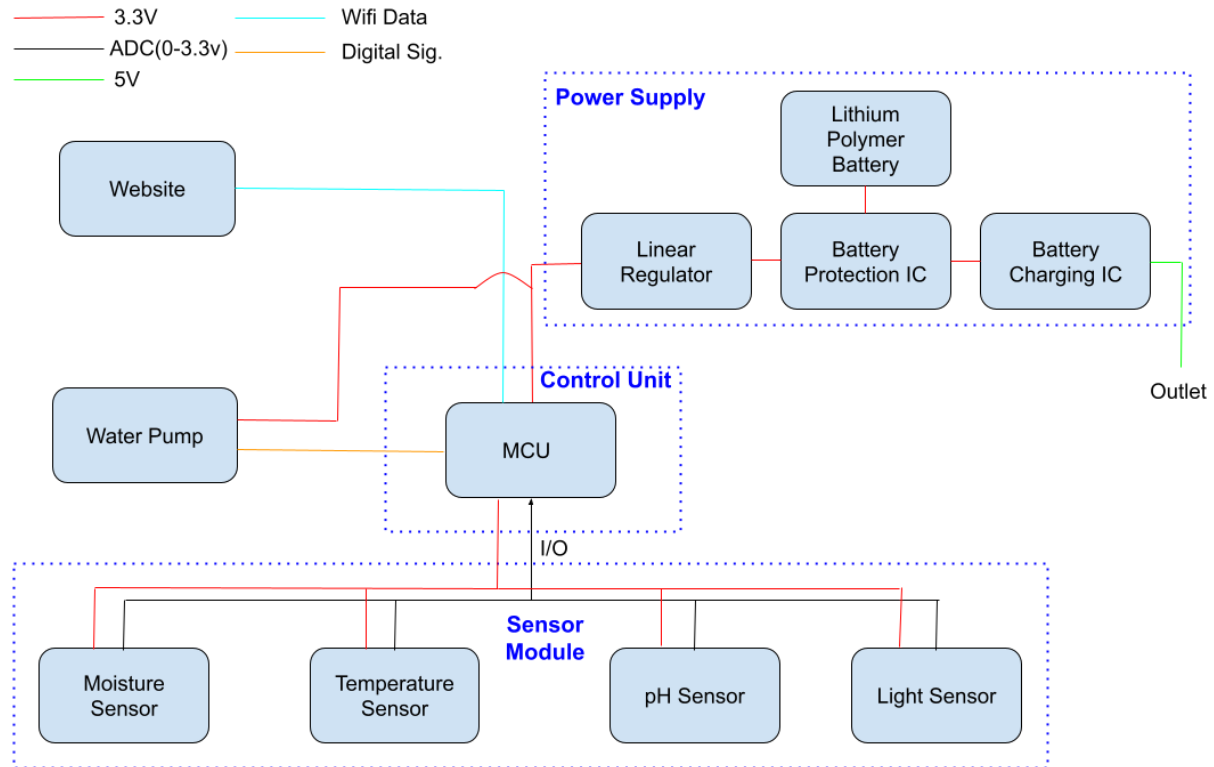 3.3V
Wifi Data
ADC(0-3.3v)
Digital Sig.
5V
Power Supply
Lithium
Polymer
Battery
Website
Linear
Regulator
Battery
Protection IC
Battery
Charging IC
Outlet
Control Unit
Water Pump
MCU
I/O
Sensor
Module
Moisture
Sensor
Temperature
Sensor
pH Sensor
Light Sensor